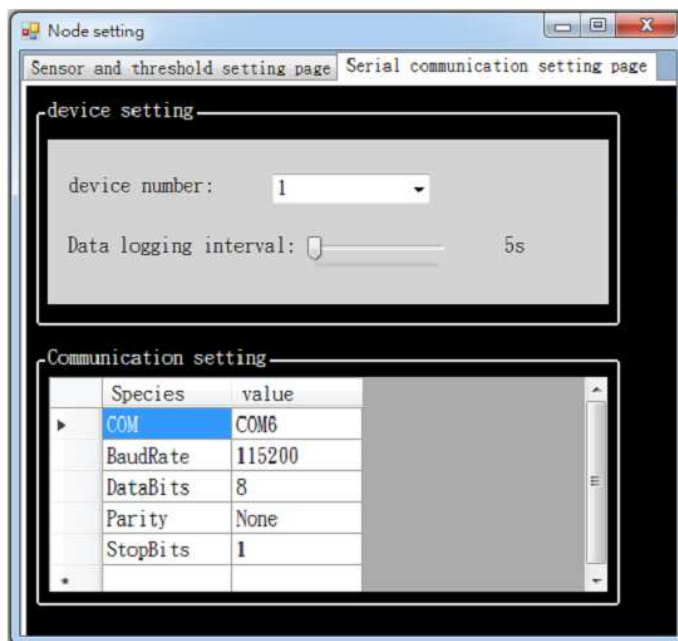 Node setting
Sensor and threshold setting page Serial communication setting page
device setting
device number: 1
Data logging interval: 5s
Communication setting
Species value
COM COM6
BaudRate 115200
DataBits 8
Parity None
StopBits 1